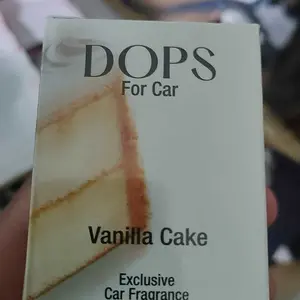 DOPS
For Car
Vanilla Cake
Exclusive
Car Fragrance